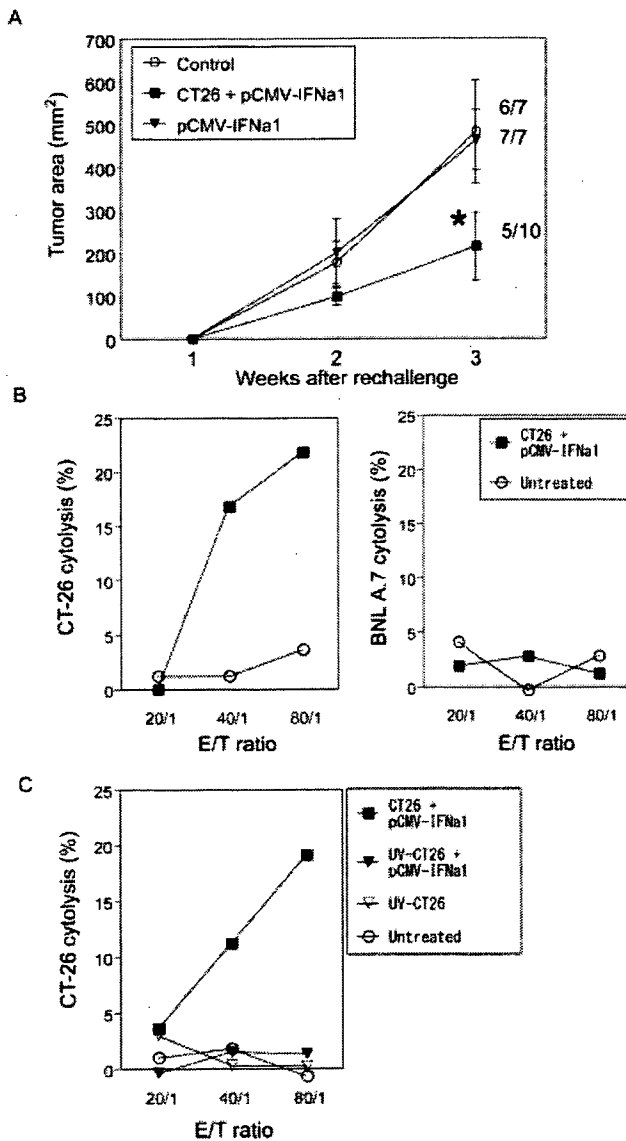 A
700
600
500
400
300
200
100
0
Tumor area (mm²)
Control
CT26 + pCMV-IFNa1
pCMV-IFNa1
6/7
7/7
★
5/10
1 2 3
Weeks after rechallenge
B
25
20
15
10
5
0
CT-26 cytolysis (%)
20/1 40/1 80/1
E/T ratio
25
20
15
10
5
0
BNL A.7 cytolysis (%)
CT26 +
pCMV-IFNa1
Untreated
20/1 40/1 80/1
E/T ratio
C
25
20
15
10
5
0
CT-26 cytolysis (%)
20/1 40/1 80/1
E/T ratio
CT26 +
pCMV-IFNa1
UV-CT26 +
pCMV-IFNa1
UV-CT26
Untreated